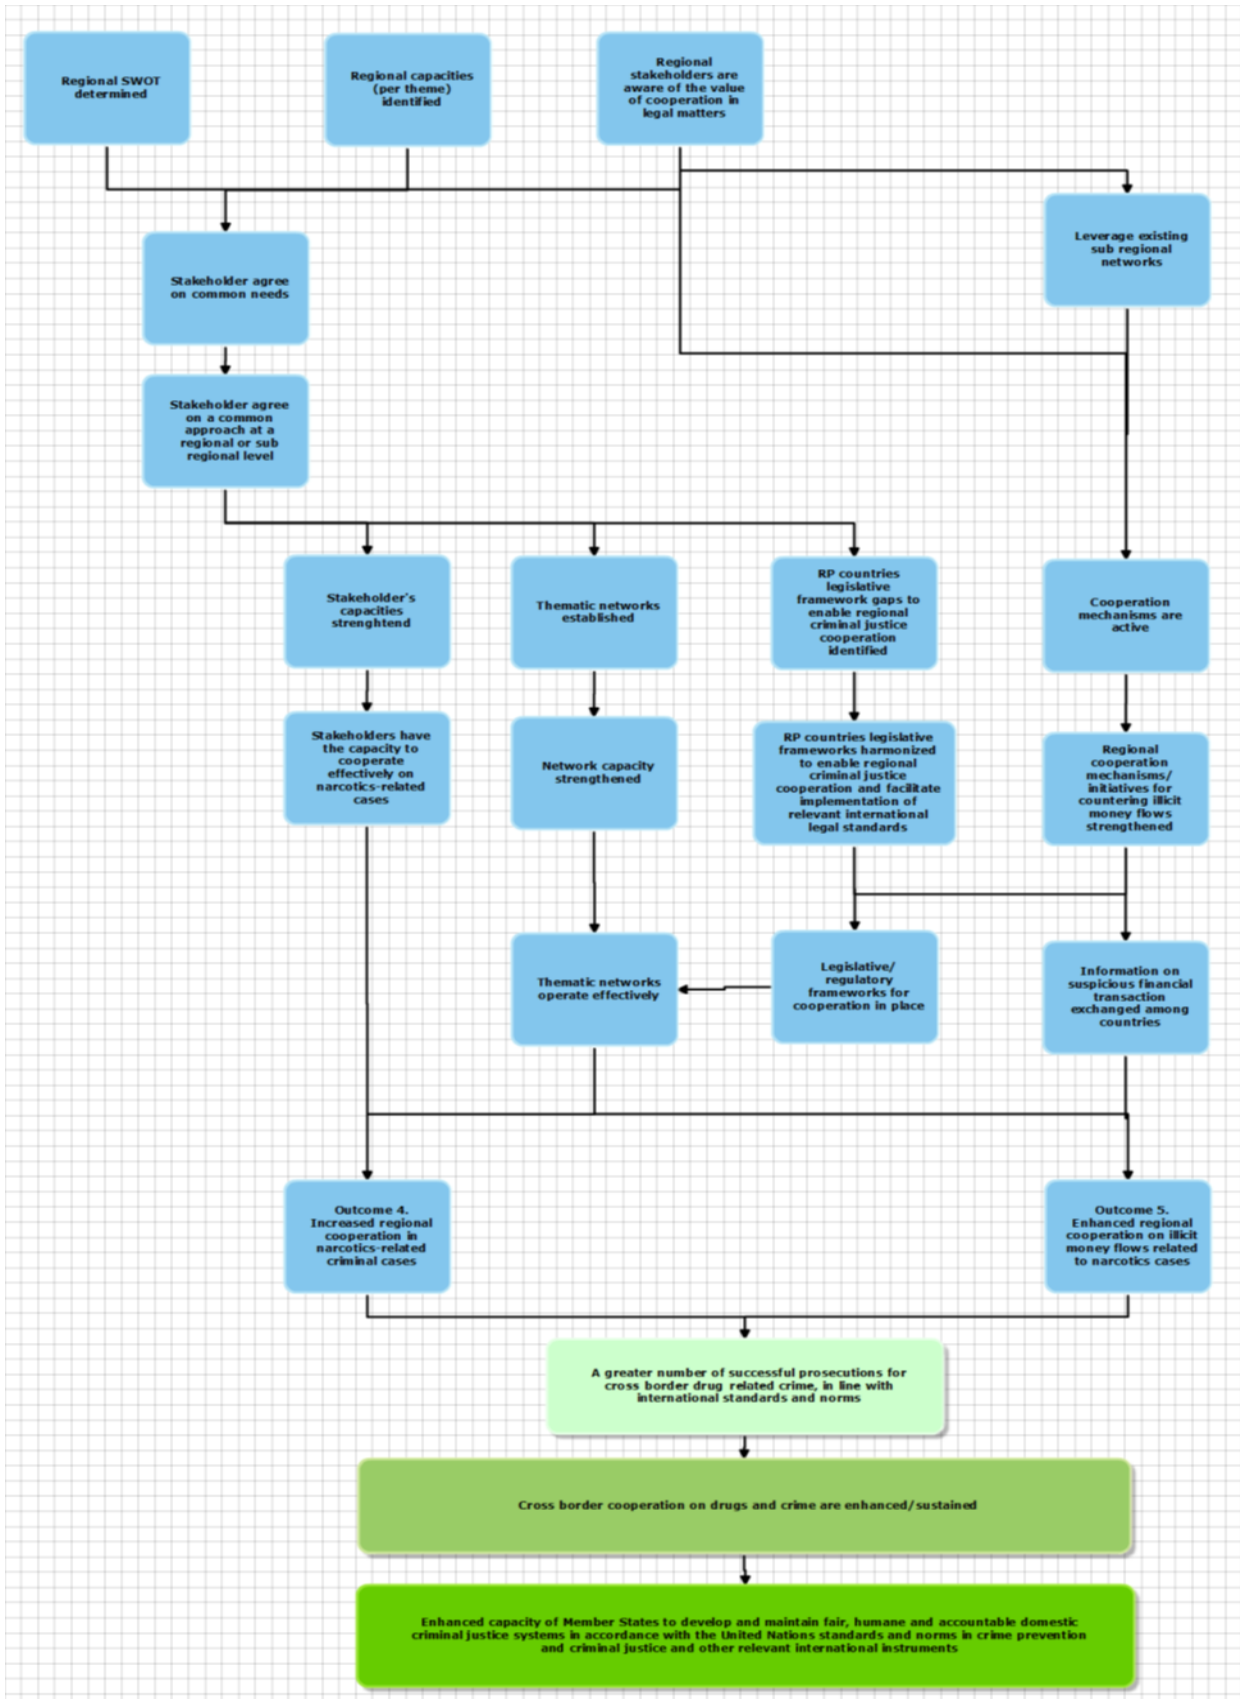 Regional SWOT
determined
Regional capacities
(per theme)
identified
Regional
stakeholders are
aware of the value
of cooperation in
legal matters
Leverage existing
sub regional
networks
Stakeholder agree
on common needs
Stakeholder agree
on a common
approach at a
regional or sub
regional level
Stakeholder's
capacities
strenghtend
Thematic networks
established
RP countries
legislative
framework gaps to
enable regional
criminal justice
cooperation
identified
Cooperation
mechanisms are
active
Stakeholders have
the capacity to
cooperate
effectively on
narcotics-related
cases
Network capacity
strengthened
RP countries legislative
frameworks harmonized
to enable regional
criminal justice
cooperation and facilitate
implementation of
relevant international
legal standards
Regional
cooperation
mechanisms/
initiatives for
countering illicit
money flows
strengthened
Thematic networks
operate effectively
Legislative/
regulatory
frameworks for
cooperation in place
Information on
suspicious financial
transaction
exchanged among
countries
Outcome 4.
Increased regional
cooperation in
narcotics-related
criminal cases
Outcome 5.
Enhanced regional
cooperation on illicit
money flows related
to narcotics cases
A greater number of successful prosecutions for
cross border drug related crime, in line with
international standards and norms
Cross border cooperation on drugs and crime are enhanced/sustained
Enhanced capacity of Member States to develop and maintain fair, humane and accountable domestic
criminal justice systems in accordance with the United Nations standards and norms in crime prevention
and criminal justice and other relevant international instruments